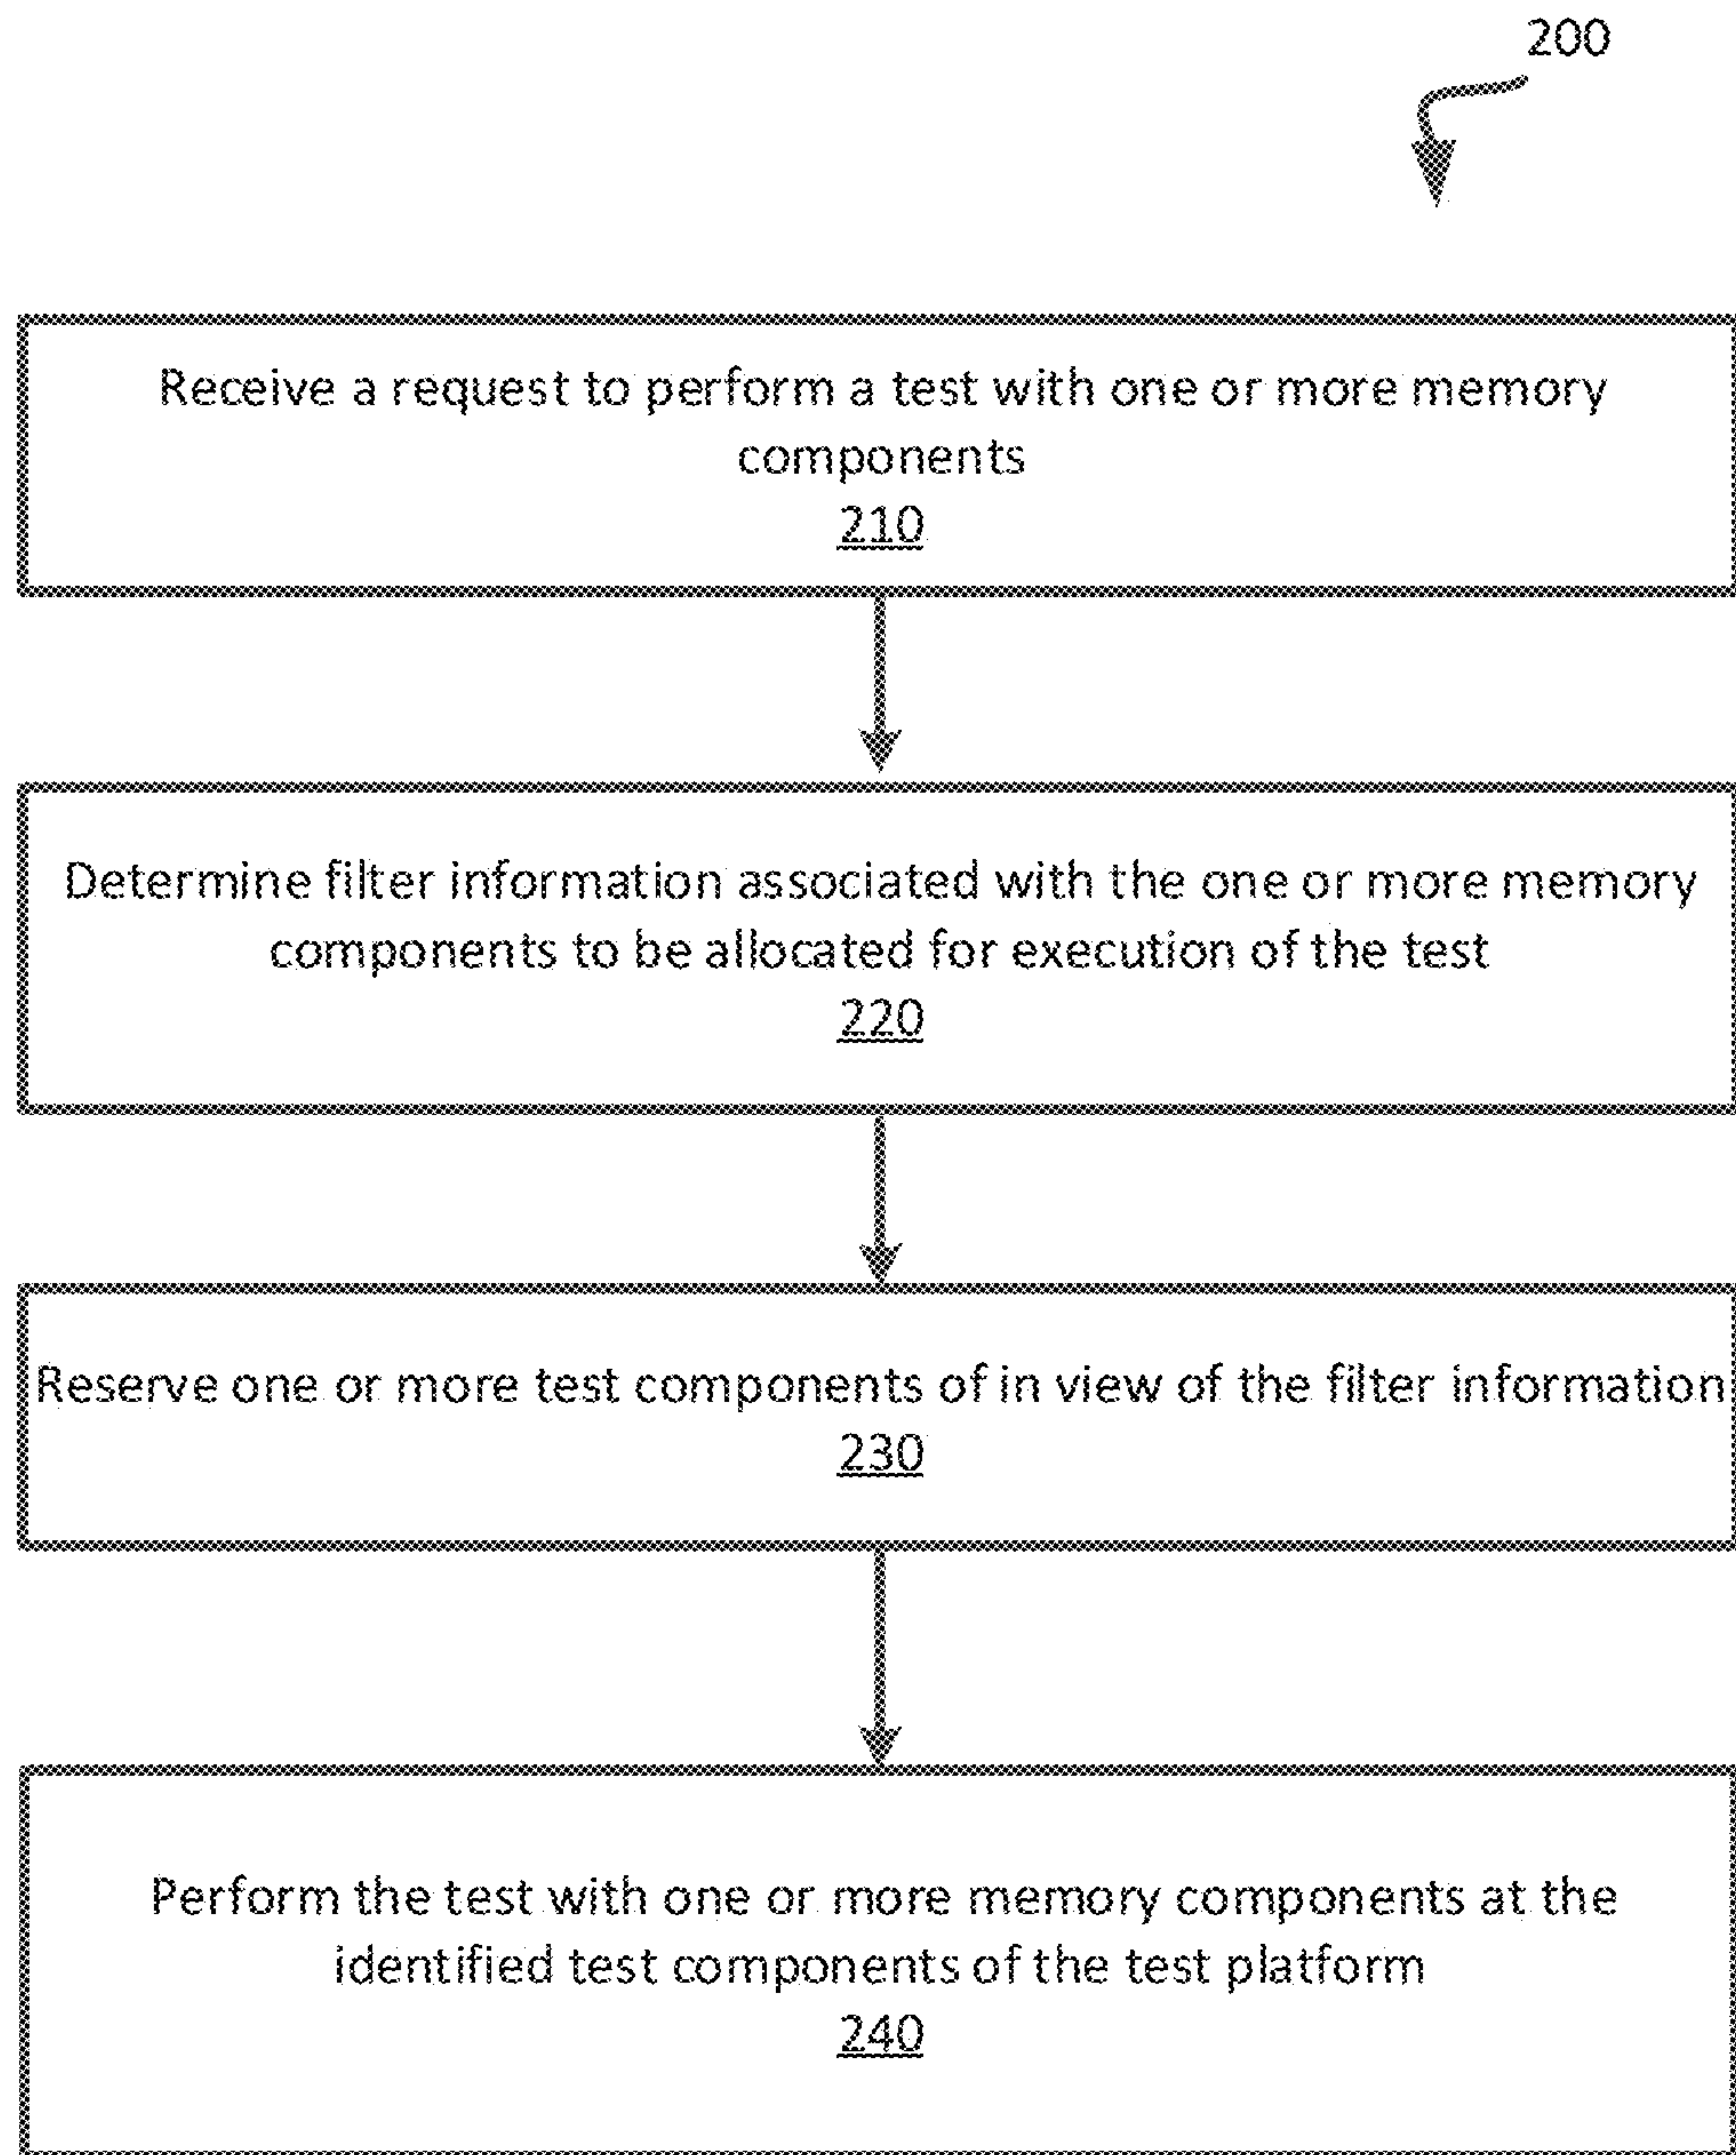 200
Receive a request to perform a test with one or more memory
components
210
Determine filter information associated with the one or more memory
components to be allocated for execution of the test
220
Reserve one or more test components of in view of the filter information
230
Perform the test with one or more memory components at the
identified test components of the test platform
240